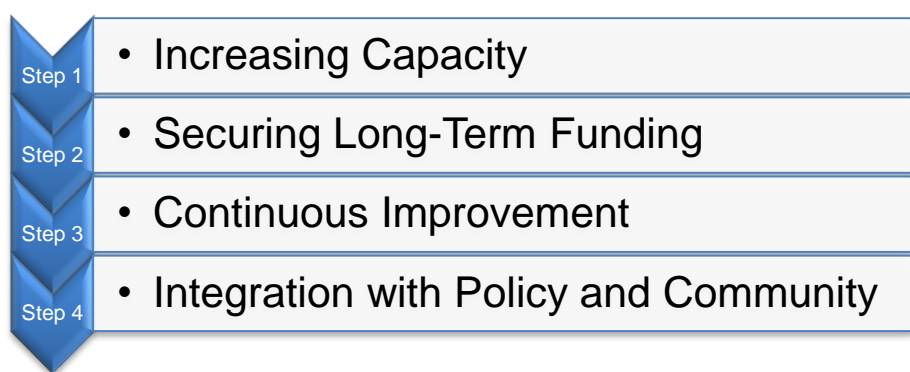 Step 1
• Increasing Capacity
Step 2
• Securing Long-Term Funding
Step 3
• Continuous Improvement
Step 4
• Integration with Policy and Community